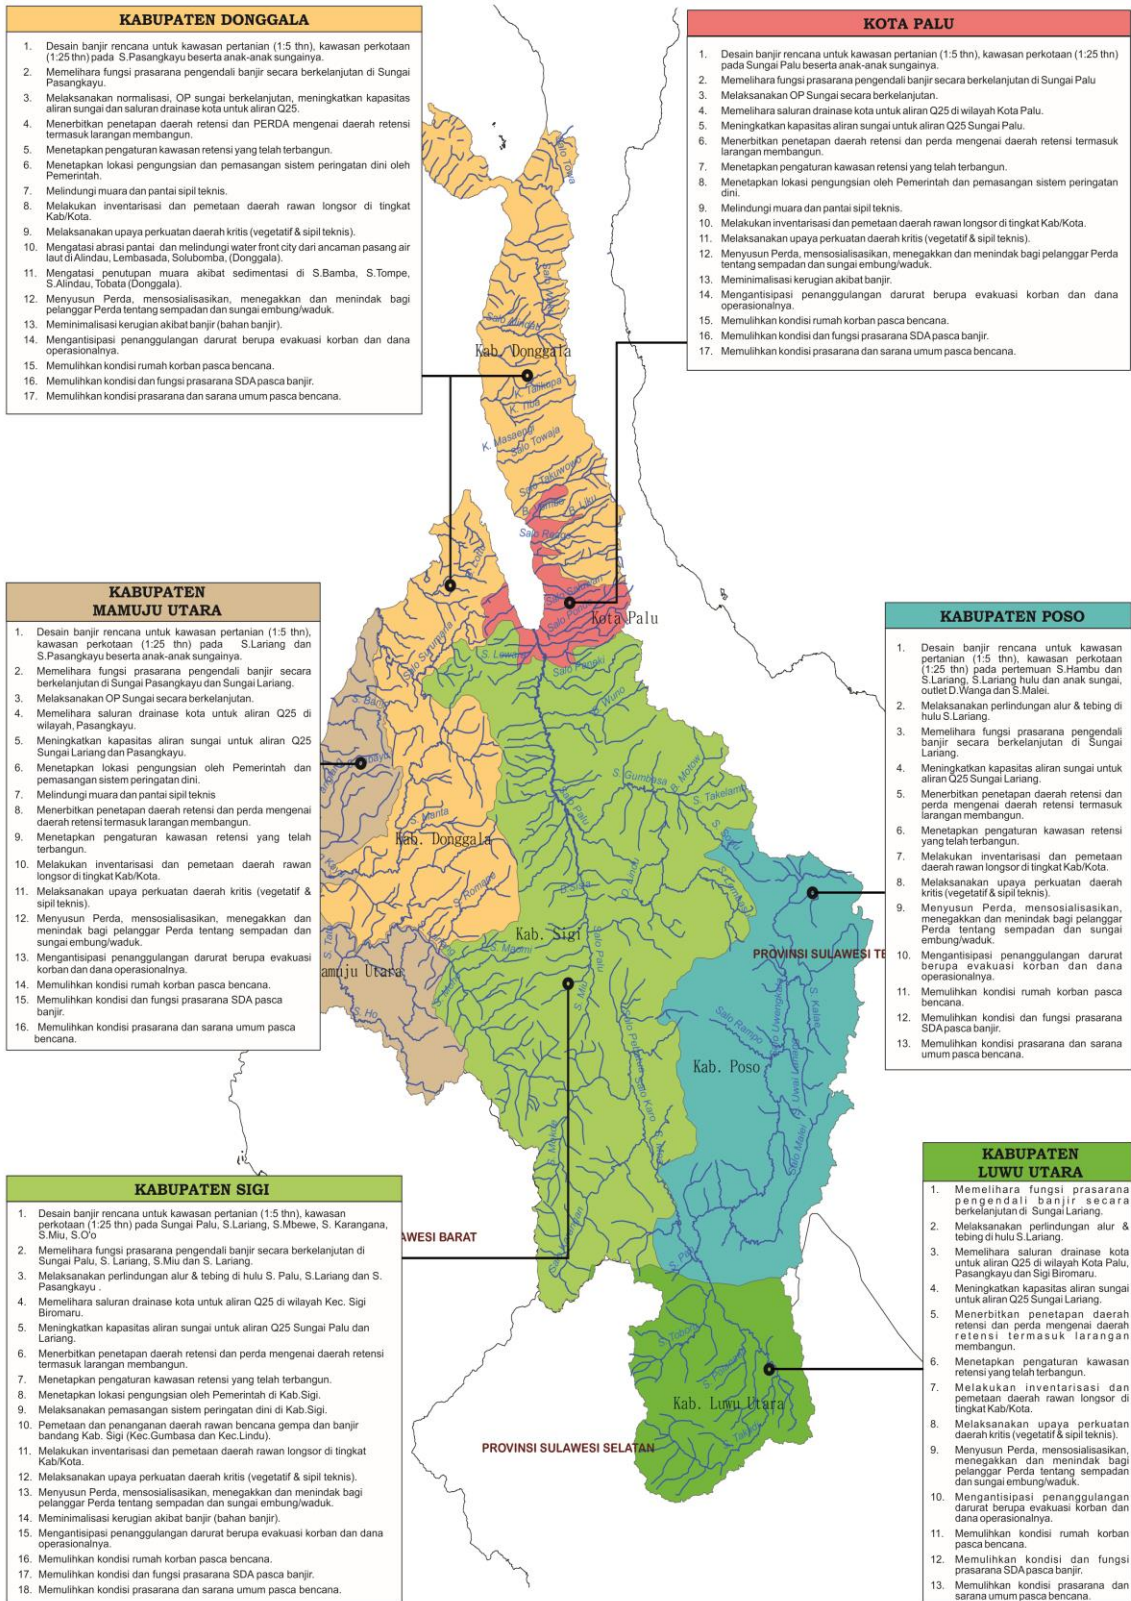 KABUPATEN DONGGALA
1. Desain banjir rencana untuk kawasan pertanian (1:5 thn), kawasan perkotaan
(1:25 thn) pada S.Pasangkayu beserta anak-anak sungainya.
2. Memelihara fungsi prasarana pengendali banjir secara berkelanjutan di Sungai
Pasangkayu.
3. Melaksanakan normalisasi, OP sungai berkelanjutan, meningkatkan kapasitas
aliran sungai dan saluran drainase kota untuk aliran Q25.
4. Menerbitkan penetapan daerah retensi dan PERDA mengenai daerah retensi
termasuk larangan membangun.
5. Menetapkan pengaturan kawasan retensi yang telah terbangun.
6. Menetapkan lokasi pengungsian dan pemasangan sistem peringatan dini oleh
Pemerintah.
7. Melindungi muara dan pantai sipil teknis.
8. Melakukan inventarisasi dan pemetaan daerah rawan longsor di tingkat
Kab/Kota.
9. Melaksanakan upaya perkuatan daerah kritis (vegetatif & sipil teknis).
10. Mengatasi abrasi pantai dan melindungi water front city dari ancaman pasang air
laut di Alindau, Lembasada, Solubomba, (Donggala).
11. Mengatasi penutupan muara akibat sedimentasi di S.Bamba, S.Tompe,
S.Alindau, Tobata (Donggala).
12. Menyusun Perda, mensosialisasikan, menegakkan dan menindak bagi
pelanggar Perda tentang sempadan dan sungai embung/waduk.
13. Meminimalisasi kerugian akibat banjir (bahan banjir).
14. Mengantisipasi penanggulangan darurat berupa evakuasi korban dan dana
operasionalnya.
15. Memulihkan kondisi rumah korban pasca bencana.
16. Memulihkan kondisi dan fungsi prasarana SDA pasca banjir.
17. Memulihkan kondisi prasarana dan sarana umum pasca bencana.
KOTA PALU
1. Desain banjir rencana untuk kawasan pertanian (1:5 thn), kawasan perkotaan (1:25 thn)
pada Sungai Palu beserta anak-anak sungainya.
2. Memelihara fungsi prasarana pengendali banjir secara berkelanjutan di Sungai Palu
3. Melaksanakan OP Sungai secara berkelanjutan.
4. Memelihara saluran drainase kota untuk aliran Q25 di wilayah Kota Palu.
5. Meningkatkan kapasitas aliran sungai untuk aliran Q25 Sungai Palu.
6. Menerbitkan penetapan daerah retensi dan perda mengenai daerah retensi termasuk
larangan membangun.
7. Menetapkan pengaturan kawasan retensi yang telah terbangun.
8. Menetapkan lokasi pengungsian oleh Pemerintah dan pemasangan sistem peringatan
dini.
9. Melindungi muara dan pantai sipil teknis.
10. Melakukan inventarisasi dan pemetaan daerah rawan longsor di tingkat Kab/Kota.
11. Melaksanakan upaya perkuatan daerah kritis (vegetatif & sipil teknis).
12. Menyusun Perda, mensosialisasikan, menegakkan dan menindak bagi pelanggar Perda
tentang sempadan dan sungai embung/waduk.
13. Minimalisasi kerugian akibat banjir.
14. Mengantisipasi penanggulangan darurat berupa evakuasi korban dan dana
operasionalnya.
15. Memulihkan kondisi rumah korban pasca bencana.
16. Memulihkan kondisi dan fungsi prasarana SDA pasca banjir.
17. Memulihkan kondisi prasarana dan sarana umum pasca bencana.
Salo Towa
Salo Alindau
Kab. Donggala
K. Talikopa
K. Tiba
K. Masaengi
Salo Towaja
Salo Takuwowo
B. Liku
Kota Palu
Salo Surumana
S. Lewara
Salo Paneki
S. Wuno
S. Gumbasa
S. Takelamo
Salo Palu
S. Manta
Kab. Donggala
S. Romane
Kab. Sigi
S. Maomi
Salo Palu
S. Miu
PROVINSI SULAWESI TE
amuju Utara
S. Ho
Salo Rampo
Kab. Poso
Salo Karo
Salo Malei
KABUPATEN
MAMUJU UTARA
1. Desain banjir rencana untuk kawasan pertanian (1:5 thn),
kawasan perkotaan (1:25 thn) pada S.Lariang dan
S.Pasangkayu beserta anak-anak sungainya.
2. Memelihara fungsi prasarana pengendali banjir secara
berkelanjutan di Sungai Pasangkayu dan Sungai Lariang.
3. Melaksanakan OP Sungai secara berkelanjutan.
4. Memelihara saluran drainase kota untuk aliran Q25 di
wilayah, Pasangkayu.
5. Meningkatkan kapasitas aliran sungai untuk aliran Q25
Sungai Lariang dan Pasangkayu.
6. Menetapkan lokasi pengungsian oleh Pemerintah dan
pemasangan sistem peringatan dini.
7. Melindungi muara dan pantai sipil teknis
8. Menerbitkan penetapan daerah retensi dan perda mengenai
daerah retensi termasuk larangan membangun.
9. Menetapkan pengaturan kawasan retensi yang telah
terbangun.
10. Melakukan inventarisasi dan pemetaan daerah rawan
longsor di tingkat Kab/Kota.
11. Melaksanakan upaya perkuatan daerah kritis (vegetatif &
sipil teknis).
12. Menyusun Perda, mensosialisasikan, menegakkan dan
menindak bagi pelanggar Perda tentang sempadan dan
sungai embung/waduk.
13. Mengantisipasi penanggulangan darurat berupa evakuasi
korban dan dana operasionalnya.
14. Memulihkan kondisi rumah korban pasca bencana.
15. Memulihkan kondisi dan fungsi prasarana SDA pasca
banjir.
16. Memulihkan kondisi prasarana dan sarana umum pasca
bencana.
KABUPATEN POSO
1. Desain banjir rencana untuk kawasan
pertanian (1:5 thn), kawasan perkotaan
(1:25 thn) pada pertemuan S.Hambu dan
S.Lariang, S.Lariang hulu dan anak sungai,
outlet D.Wanga dan S.Malei.
2. Melaksanakan perlindungan alur & tebing di
hulu S.Lariang.
3. Memelihara fungsi prasarana pengendali
banjir secara berkelanjutan di Sungai
Lariang.
4. Meningkatkan kapasitas aliran sungai untuk
aliran Q25 Sungai Lariang.
5. Menerbitkan penetapan daerah retensi dan
perda mengenai daerah retensi termasuk
larangan membangun.
6. Menetapkan pengaturan kawasan retensi
yang telah terbangun.
7. Melakukan inventarisasi dan pemetaan
daerah rawan longsor di tingkat Kab/Kota.
8. Melaksanakan upaya perkuatan daerah
kritis (vegetatif & sipil teknis).
9. Menyusun Perda, mensosialisasikan,
menegakkan dan menindak bagi pelanggar
Perda tentang sempadan dan sungai
embung/waduk.
10. Mengantisipasi penanggulangan darurat
berupa evakuasi korban dan dana
operasionalnya.
11. Memulihkan kondisi rumah korban pasca
bencana.
12. Memulihkan kondisi dan fungsi prasarana
SDA pasca banjir.
13. Memulihkan kondisi prasarana dan sarana
umum pasca bencana.
KABUPATEN SIGI
1. Desain banjir rencana untuk kawasan pertanian (1:5 thn), kawasan
perkotaan (1:25 thn) pada Sungai Palu, S.Lariang, S.Mbewe, S. Karangana,
S.Miu, S.O'o
2. Memelihara fungsi prasarana pengendali banjir secara berkelanjutan di
Sungai Palu, S. Lariang, S.Miu dan S. Lariang.
3. Melaksanakan perlindungan alur & tebing di hulu S. Palu, S.Lariang dan S.
Pasangkayu .
4. Memelihara saluran drainase kota untuk aliran Q25 di wilayah Kec. Sigi
Biromaru.
5. Meningkatkan kapasitas aliran sungai untuk aliran Q25 Sungai Palu dan
Lariang.
6. Menerbitkan penetapan daerah retensi dan perda mengenai daerah retensi
termasuk larangan membangun.
7. Menetapkan pengaturan kawasan retensi yang telah terbangun.
8. Menetapkan lokasi pengungsian oleh Pemerintah di Kab.Sigi.
9. Melaksanakan pemasangan sistem peringatan dini di Kab.Sigi.
10. Pemetaan dan penanganan daerah rawan bencana gempa dan banjir
bandang Kab. Sigi (Kec.Gumbasa dan Kec.Lindu).
11. Melakukan inventarisasi dan pemetaan daerah rawan longsor di tingkat
Kab/Kota.
12. Melaksanakan upaya perkuatan daerah kritis (vegetatif & sipil teknis).
13. Menyusun Perda, mensosialisasikan, menegakkan dan menindak bagi
pelanggar Perda tentang sempadan dan sungai embung/waduk.
14. Meminimalisasi kerugian akibat banjir (bahan banjir).
15. Mengantisipasi penanggulangan darurat berupa evakuasi korban dan dana
operasionalnya.
16. Memulihkan kondisi rumah korban pasca bencana.
17. Memulihkan kondisi dan fungsi prasarana SDA pasca banjir.
18. Memulihkan kondisi prasarana dan sarana umum pasca bencana.
AWESI BARAT
S. Tobora
Kab. Luwu Utara
PROVINSI SULAWESI SELATAN
KABUPATEN
LUWU UTARA
1. Memelihara fungsi prasarana
pengendali banjir secara
berkelanjutan di Sungai Lariang.
2. Melaksanakan perlindungan alur &
tebing di hulu S.Lariang.
3. Memelihara saluran drainase kota
untuk aliran Q25 di wilayah Kota Palu,
Pasangkayu dan Sigi Biromaru.
4. Meningkatkan kapasitas aliran sungai
untuk aliran Q25 Sungai Lariang.
5. Menerbitkan penetapan daerah
retensi dan perda mengenai daerah
retensi termasuk larangan
membangun.
6. Menetapkan pengaturan kawasan
retensi yang telah terbangun.
7. Melakukan inventarisasi dan
pemetaan daerah rawan longsor di
tingkat Kab/Kota.
8. Melaksanakan upaya perkuatan
daerah kritis (vegetatif & sipil teknis).
9. Menyusun Perda, mensosialisasikan,
menegakkan dan menindak bagi
pelanggar Perda tentang sempadan
dan sungai embung/waduk.
10. Mengantisipasi penanggulangan
darurat berupa evakuasi korban dan
dana operasionalnya.
11. Memulihkan kondisi rumah korban
pasca bencana.
12. Memulihkan kondisi dan fungsi
prasarana SDA pasca banjir.
13. Memulihkan kondisi prasarana dan
sarana umum pasca bencana.